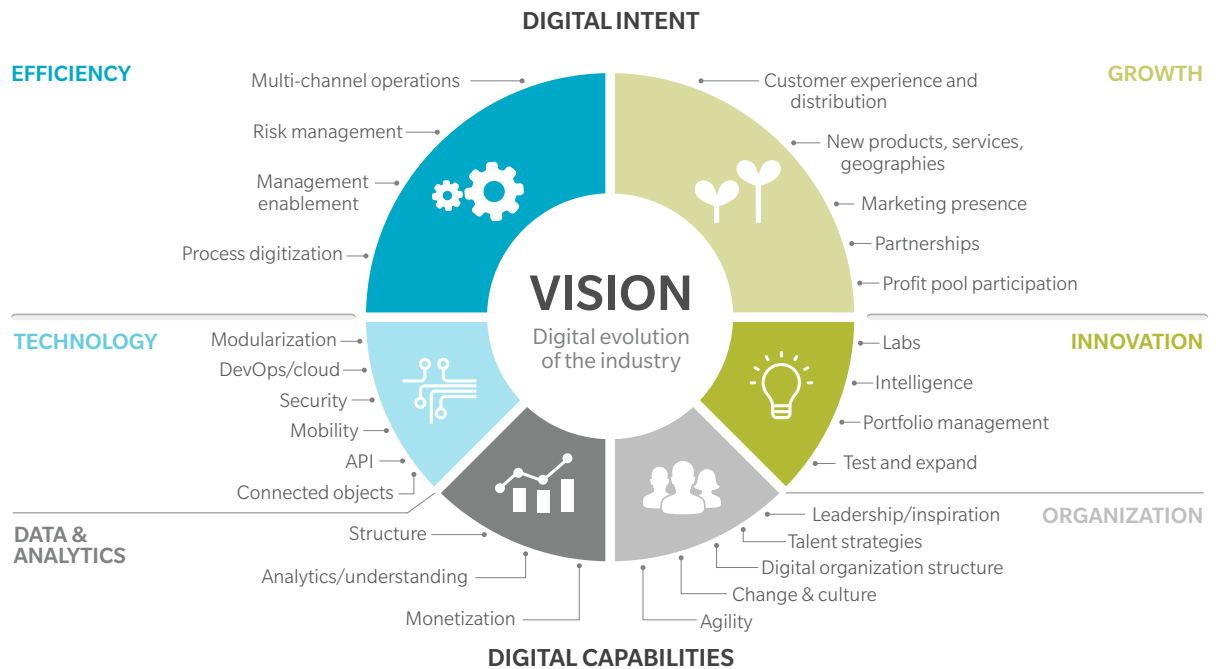 DIGITAL INTENT
EFFICIENCY
Multi-channel operations
Risk management
Management
enablement
Process digitization
GROWTH
Customer experience and
distribution
New products, services,
geographies
Marketing presence
Partnerships
Profit pool participation
VISION
Digital evolution
of the industry
TECHNOLOGY
Modularization
DevOps/cloud
Security
Mobility
API
Connected objects
INNOVATION
Labs
Intelligence
Portfolio management
Test and expand
DATA &
ANALYTICS
Structure
Analytics/understanding
Monetization
ORGANIZATION
Leadership/inspiration
Talent strategies
Digital organization structure
Change & culture
Agility
DIGITAL CAPABILITIES